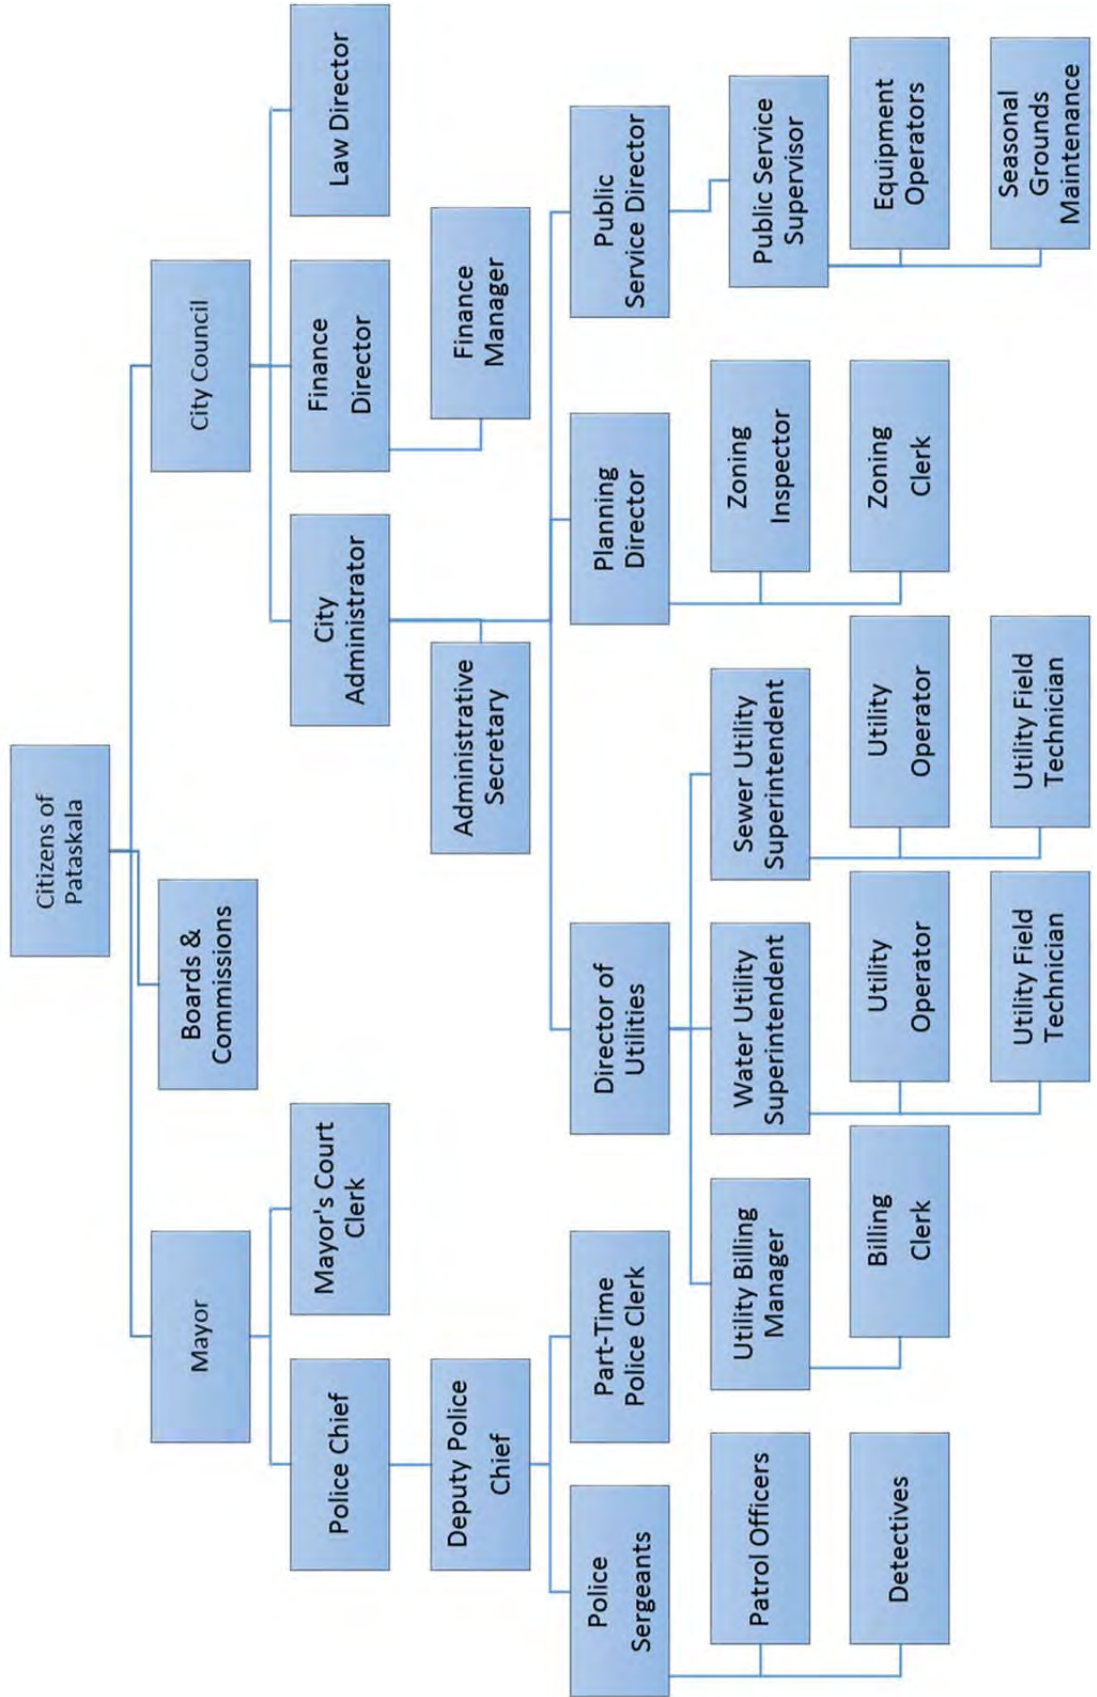 Citizens of
Pataskala
Boards &
Commissions
Mayor
City Council
Police Chief
Mayor's Court
Clerk
City
Administrator
Finance
Director
Law Director
Deputy Police
Chief
Administrative
Secretary
Finance
Manager
Police
Sergeants
Part-Time
Police Clerk
Director of
Utilities
Planning
Director
Public
Service Director
Patrol Officers
Utility Billing
Manager
Water Utility
Superintendent
Sewer Utility
Superintendent
Zoning
Inspector
Public Service
Supervisor
Detectives
Billing
Clerk
Utility
Operator
Utility
Operator
Zoning
Clerk
Equipment
Operators
Utility Field
Technician
Utility Field
Technician
Seasonal
Grounds
Maintenance